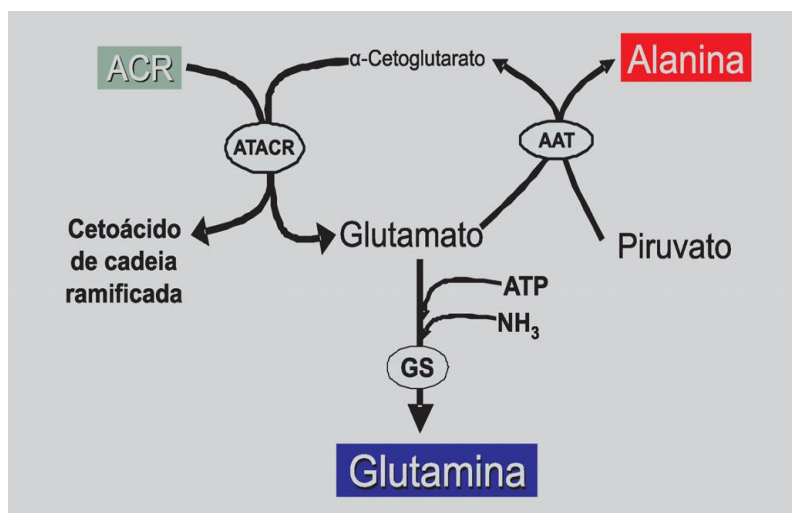 ACR
α-Cetoglutarato
Alanina
ATACR
AAT
Cetoácido
de cadeia
ramificada
Glutamato
Piruvato
ATP
NH₃
GS
Glutamina